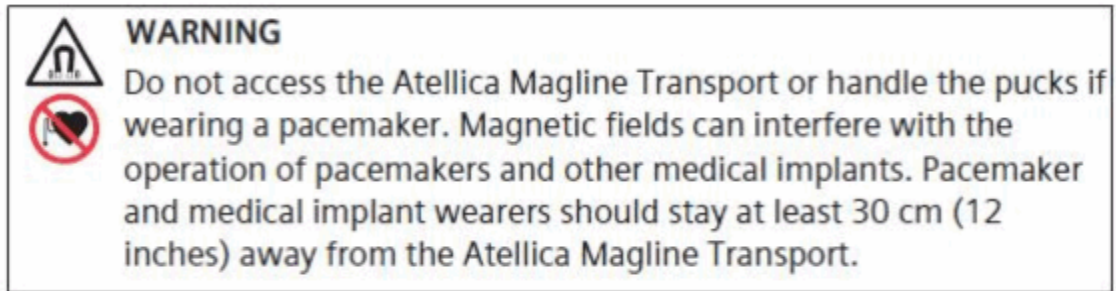 WARNING
Do not access the Atellica Magline Transport or handle the pucks if
wearing a pacemaker. Magnetic fields can interfere with the
operation of pacemakers and other medical implants. Pacemaker
and medical implant wearers should stay at least 30 cm (12
inches) away from the Atellica Magline Transport.